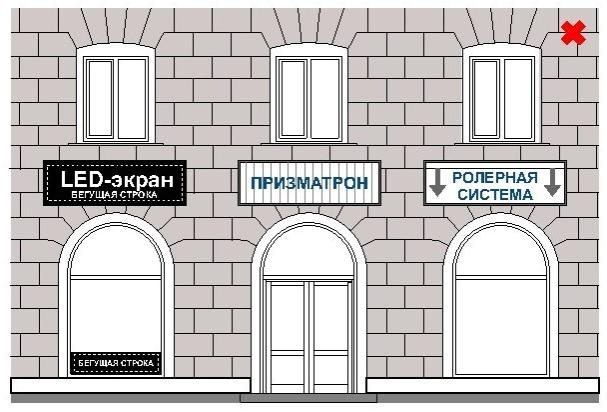 LED-экран
БЕГУЩАЯ СТРОКА
ПРИЗМАТРОН
РОЛЕРНАЯ
СИСТЕМА
БЕГУЩАЯ СТРОКА